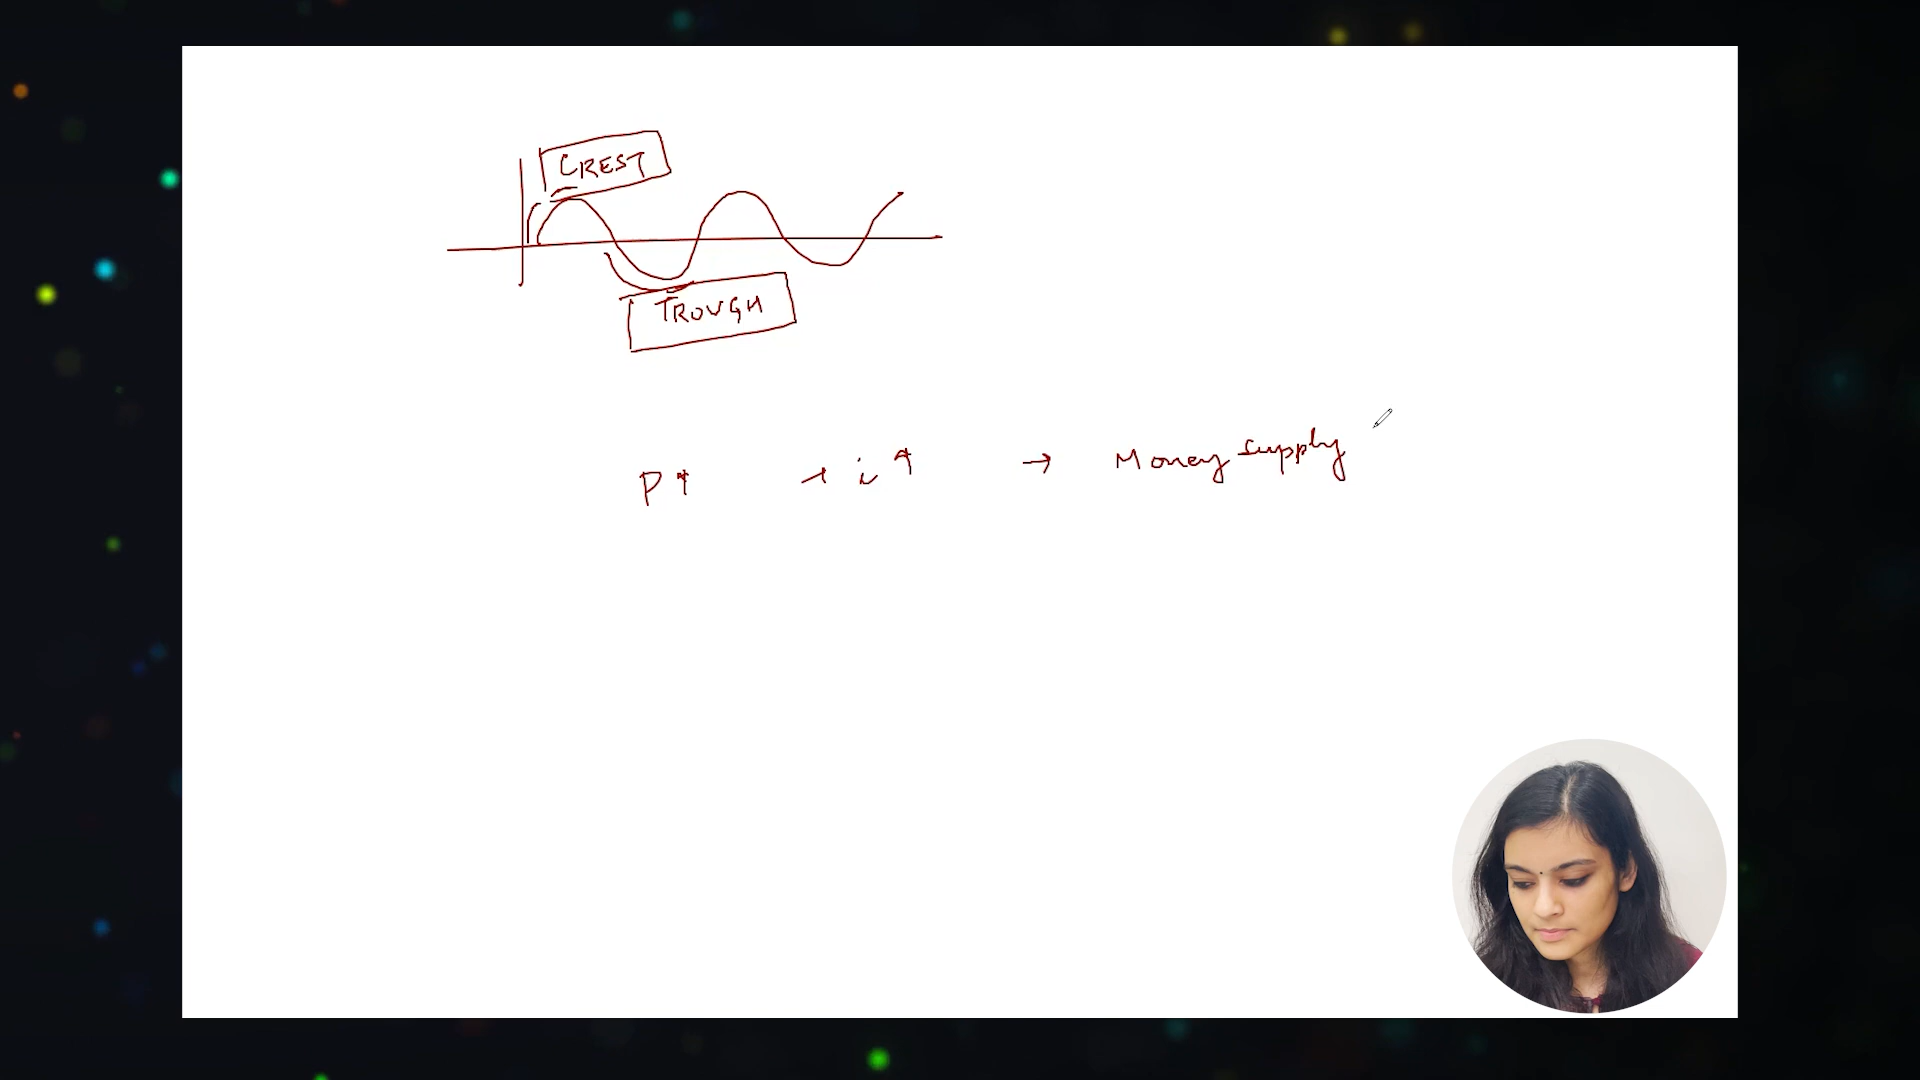 CREST
TROUGH
P↑ → i↑ → Money supply